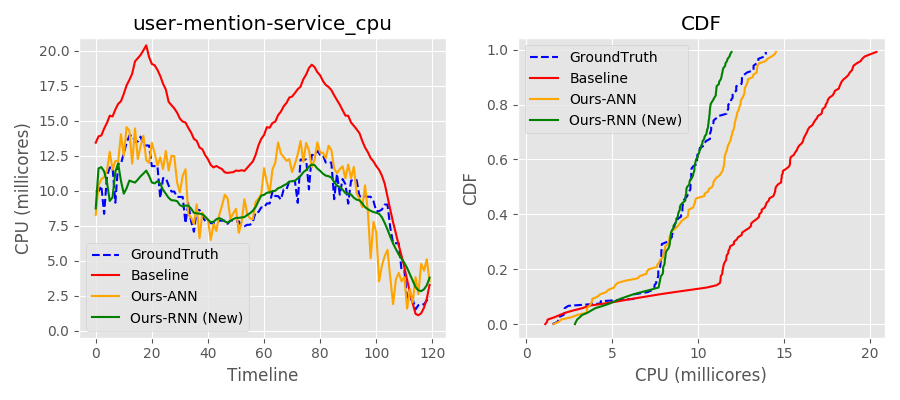 user-mention-service_cpu
CPU (millicores)
20.0
17.5
15.0
12.5
10.0
7.5
5.0
2.5
0.0
GroundTruth
Baseline
Ours-ANN
Ours-RNN (New)
0
20
40
60
80
100
120
Timeline
CDF
CDF
1.0
0.8
0.6
0.4
0.2
0.0
GroundTruth
Baseline
Ours-ANN
Ours-RNN (New)
0
5
10
15
20
CPU (millicores)